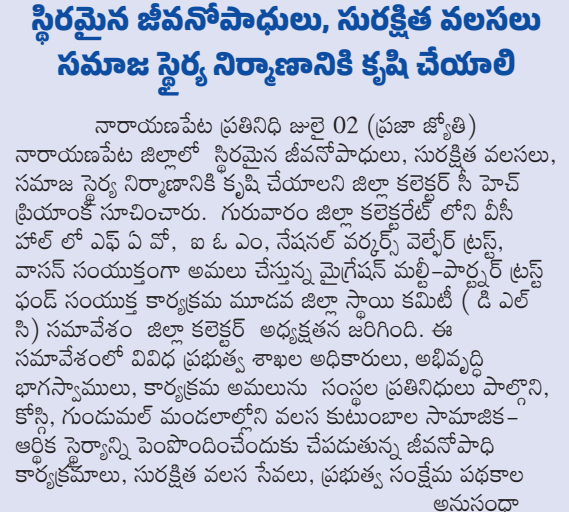 స్థిరమైన జీవనోపాధులు, సురక్షిత వలసలు
సమాజ స్థైర్య నిర్మాణానికి కృషి చేయాలి
నారాయణపేట ప్రతినిధి జులై 02 (ప్రజా జ్యోతి)
నారాయణపేట జిల్లాలో స్థిరమైన జీవనోపాధులు, సురక్షిత వలసలు,
సమాజ స్థైర్య నిర్మాణానికి కృషి చేయాలని జిల్లా కలెక్టర్ సీ హెచ్
ప్రియాంక సూచించారు. గురువారం జిల్లా కలెక్టరేట్ లోని వీసీ
హాల్ లో ఎఫ్ ఏ వో, ఐ ఓ ఎం, నేషనల్ వర్కర్స్ వెల్ఫేర్ ట్రస్ట్,
వాసన్ సంయుక్తంగా అమలు చేస్తున్న మైగ్రేషన్ మల్టీ-పార్ట్నర్ ట్రస్ట్
ఫండ్ సంయుక్త కార్యక్రమ మూడవ జిల్లా స్థాయి కమిటీ ( డి ఎల్
సి) సమావేశం జిల్లా కలెక్టర్ అధ్యక్షతన జరిగింది. ఈ
సమావేశంలో వివిధ ప్రభుత్వ శాఖల అధికారులు, అభివృద్ధి
భాగస్వాములు, కార్యక్రమ అమలును సంస్థల ప్రతినిధులు పాల్గొని,
కోస్గి, గుండుమల్ మండలాల్లోని వలస కుటుంబాల సామాజిక-
ఆర్థిక స్థైర్యాన్ని పెంపొందించేందుకు చేపడుతున్న జీవనోపాధి
కార్యక్రమాలు, సురక్షిత వలస సేవలు, ప్రభుత్వ సంక్షేమ పథకాల
అనుసంధా